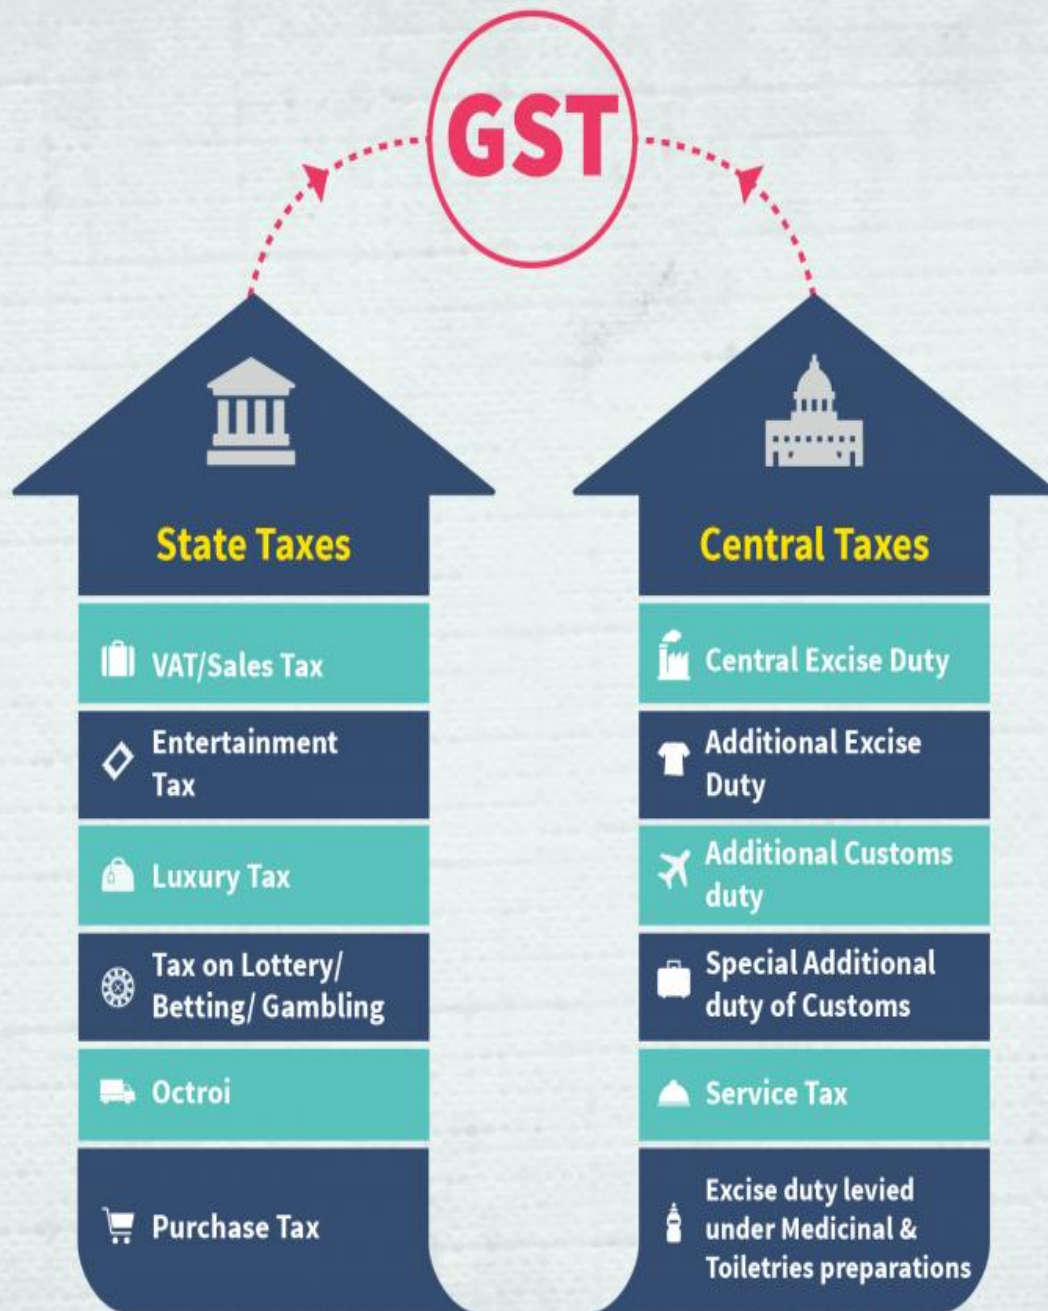 GST
State Taxes
VAT/Sales Tax
Entertainment
Tax
Luxury Tax
Tax on Lottery/
Betting/ Gambling
Octroi
Purchase Tax
Central Taxes
Central Excise Duty
Additional Excise
Duty
Additional Customs
duty
Special Additional
duty of Customs
Service Tax
Excise duty levied
under Medicinal &
Toiletries preparations